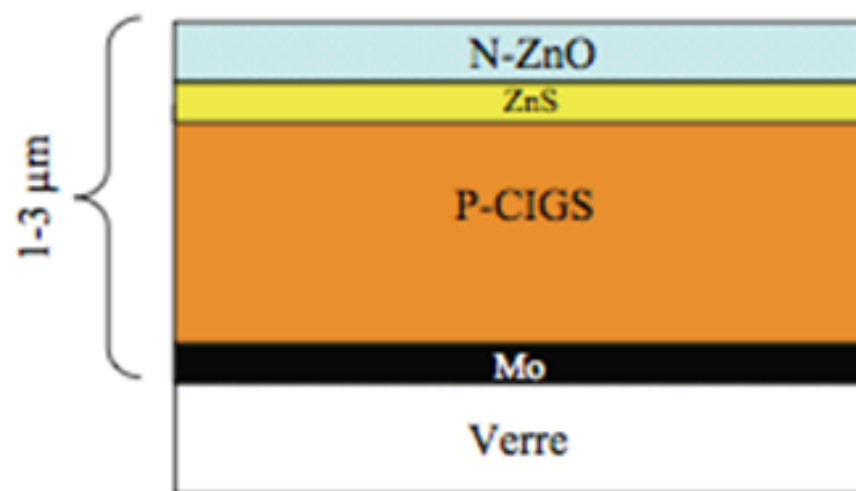 N-ZnO
ZnS
1-3 µm
P-CIGS
Mo
Verre